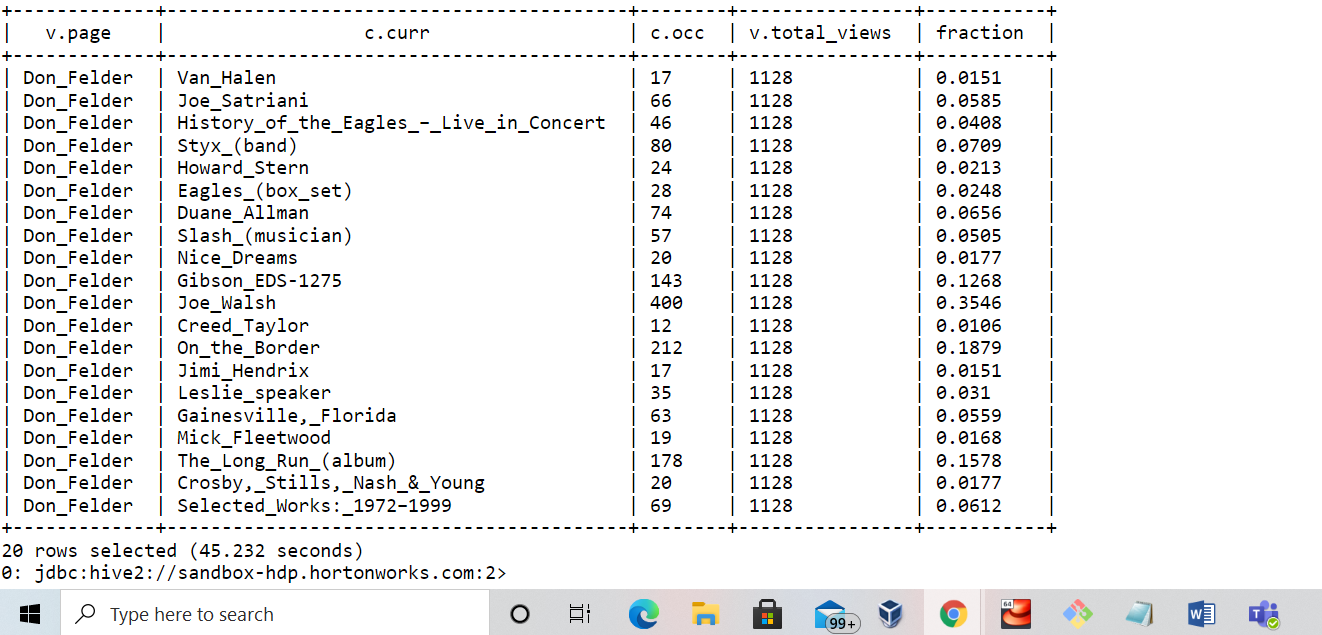 +-------------+------------------------------------------+--------+----------------+-----------+
| v.page | c.curr | c.occ | v.total_views | fraction |
+-------------+------------------------------------------+--------+----------------+-----------+
| Don_Felder | Van_Halen | 17 | 1128 | 0.0151 |
| Don_Felder | Joe_Satriani | 66 | 1128 | 0.0585 |
| Don_Felder | History_of_the_Eagles_–_Live_in_Concert | 46 | 1128 | 0.0408 |
| Don_Felder | Styx_(band) | 80 | 1128 | 0.0709 |
| Don_Felder | Howard_Stern | 24 | 1128 | 0.0213 |
| Don_Felder | Eagles_(box_set) | 28 | 1128 | 0.0248 |
| Don_Felder | Duane_Allman | 74 | 1128 | 0.0656 |
| Don_Felder | Slash_(musician) | 57 | 1128 | 0.0505 |
| Don_Felder | Nice_Dreams | 20 | 1128 | 0.0177 |
| Don_Felder | Gibson_EDS-1275 | 143 | 1128 | 0.1268 |
| Don_Felder | Joe_Walsh | 400 | 1128 | 0.3546 |
| Don_Felder | Creed_Taylor | 12 | 1128 | 0.0106 |
| Don_Felder | On_the_Border | 212 | 1128 | 0.1879 |
| Don_Felder | Jimi_Hendrix | 17 | 1128 | 0.0151 |
| Don_Felder | Leslie_speaker | 35 | 1128 | 0.031 |
| Don_Felder | Gainesville,_Florida | 63 | 1128 | 0.0559 |
| Don_Felder | Mick_Fleetwood | 19 | 1128 | 0.0168 |
| Don_Felder | The_Long_Run_(album) | 178 | 1128 | 0.1578 |
| Don_Felder | Crosby,_Stills,_Nash_&_Young | 20 | 1128 | 0.0177 |
| Don_Felder | Selected_Works:_1972–1999 | 69 | 1128 | 0.0612 |
+-------------+------------------------------------------+--------+----------------+-----------+
20 rows selected (45.232 seconds)
0: jdbc:hive2://sandbox-hdp.hortonworks.com:2>
Type here to search
99+
64
W
T